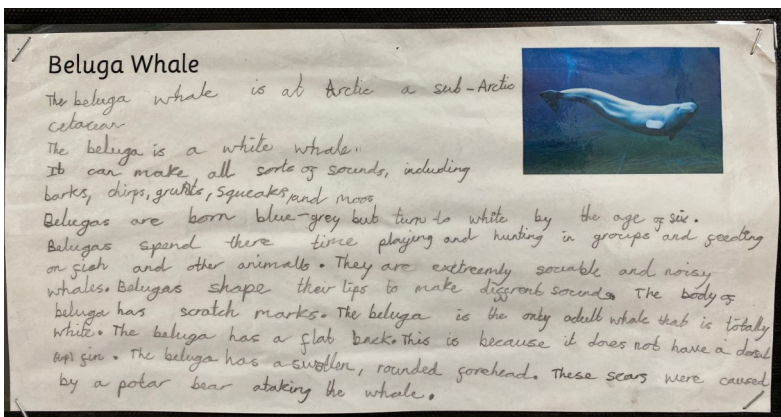 Beluga Whale
The beluga whale is at Arctic a sub-Arctic
cetacean
The beluga is a white whale.
It can make all sorts of sounds, including
barks, chirps, grunts, squeaks, and moos
Belugas are born blue-grey but turn to white by the age of six.
Belugas spend there time playing and hunting in groups and feeding
on fish and other animalls. They are exttreemly sociable and noisy
whales. Belugas shape their lips to make different sounds. The body of
beluga has scratch marks. The beluga is the only adult whale that is totally
white. The beluga has a flat back. This is because it does not have a dorsal
fin. The beluga has a swollen, rounded forehead. These scars were caused
by a polar bear ataking the whale.